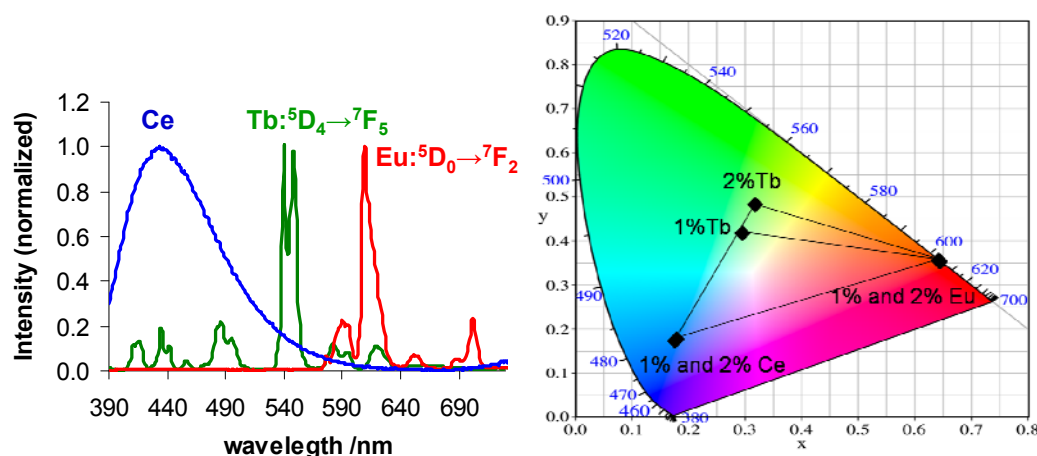 Intensity (normalized)
1.2
1.0
0.8
0.6
0.4
0.2
0.0
Ce
Tb:⁵D₄→⁷F₅
Eu:⁵D₀→⁷F₂
390 440 490 540 590 640 690
wavelegth /nm
y
0.9
0.8
0.7
0.6
0.5
0.4
0.3
0.2
0.1
0.0
520
540
560
580
600
620
700
500
490
480
470
460
380
2%Tb
1%Tb
1% and 2% Eu
1% and 2% Ce
0.0 0.1 0.2 0.3 0.4 0.5 0.6 0.7 0.8
x